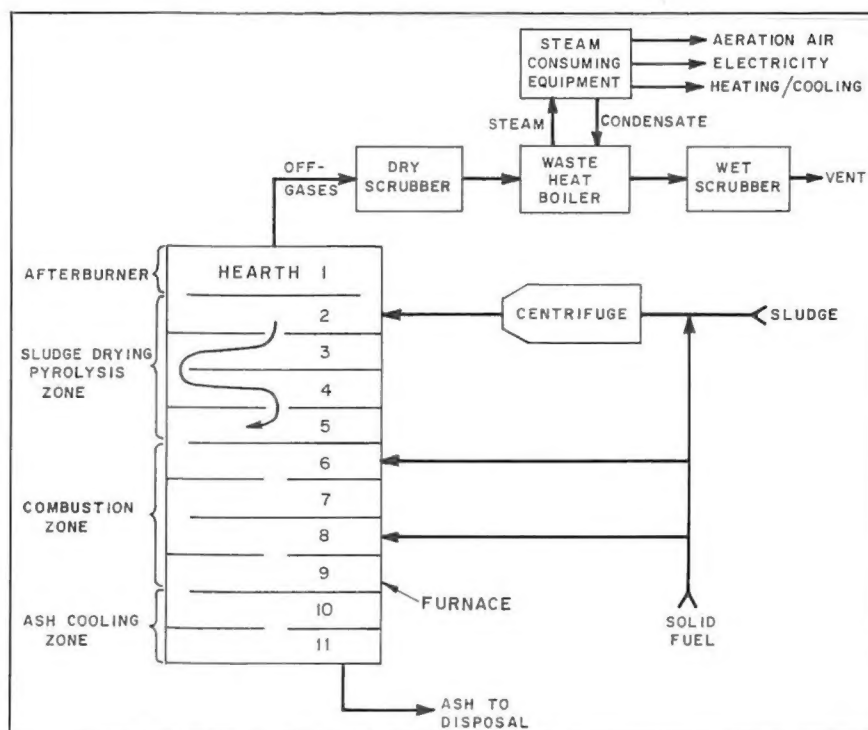 STEAM
CONSUMING
EQUIPMENT
AERATION AIR
ELECTRICITY
HEATING/COOLING
STEAM
CONDENSATE
OFF-
GASES
DRY
SCRUBBER
WASTE
HEAT
BOILER
WET
SCRUBBER
VENT
AFTERBURNER
HEARTH 1
2
CENTRIFUGE
SLUDGE
SLUDGE DRYING
PYROLYSIS
ZONE
3
4
5
6
COMBUSTION
ZONE
7
8
9
FURNACE
ASH COOLING
ZONE
10
11
SOLID
FUEL
ASH TO
DISPOSAL